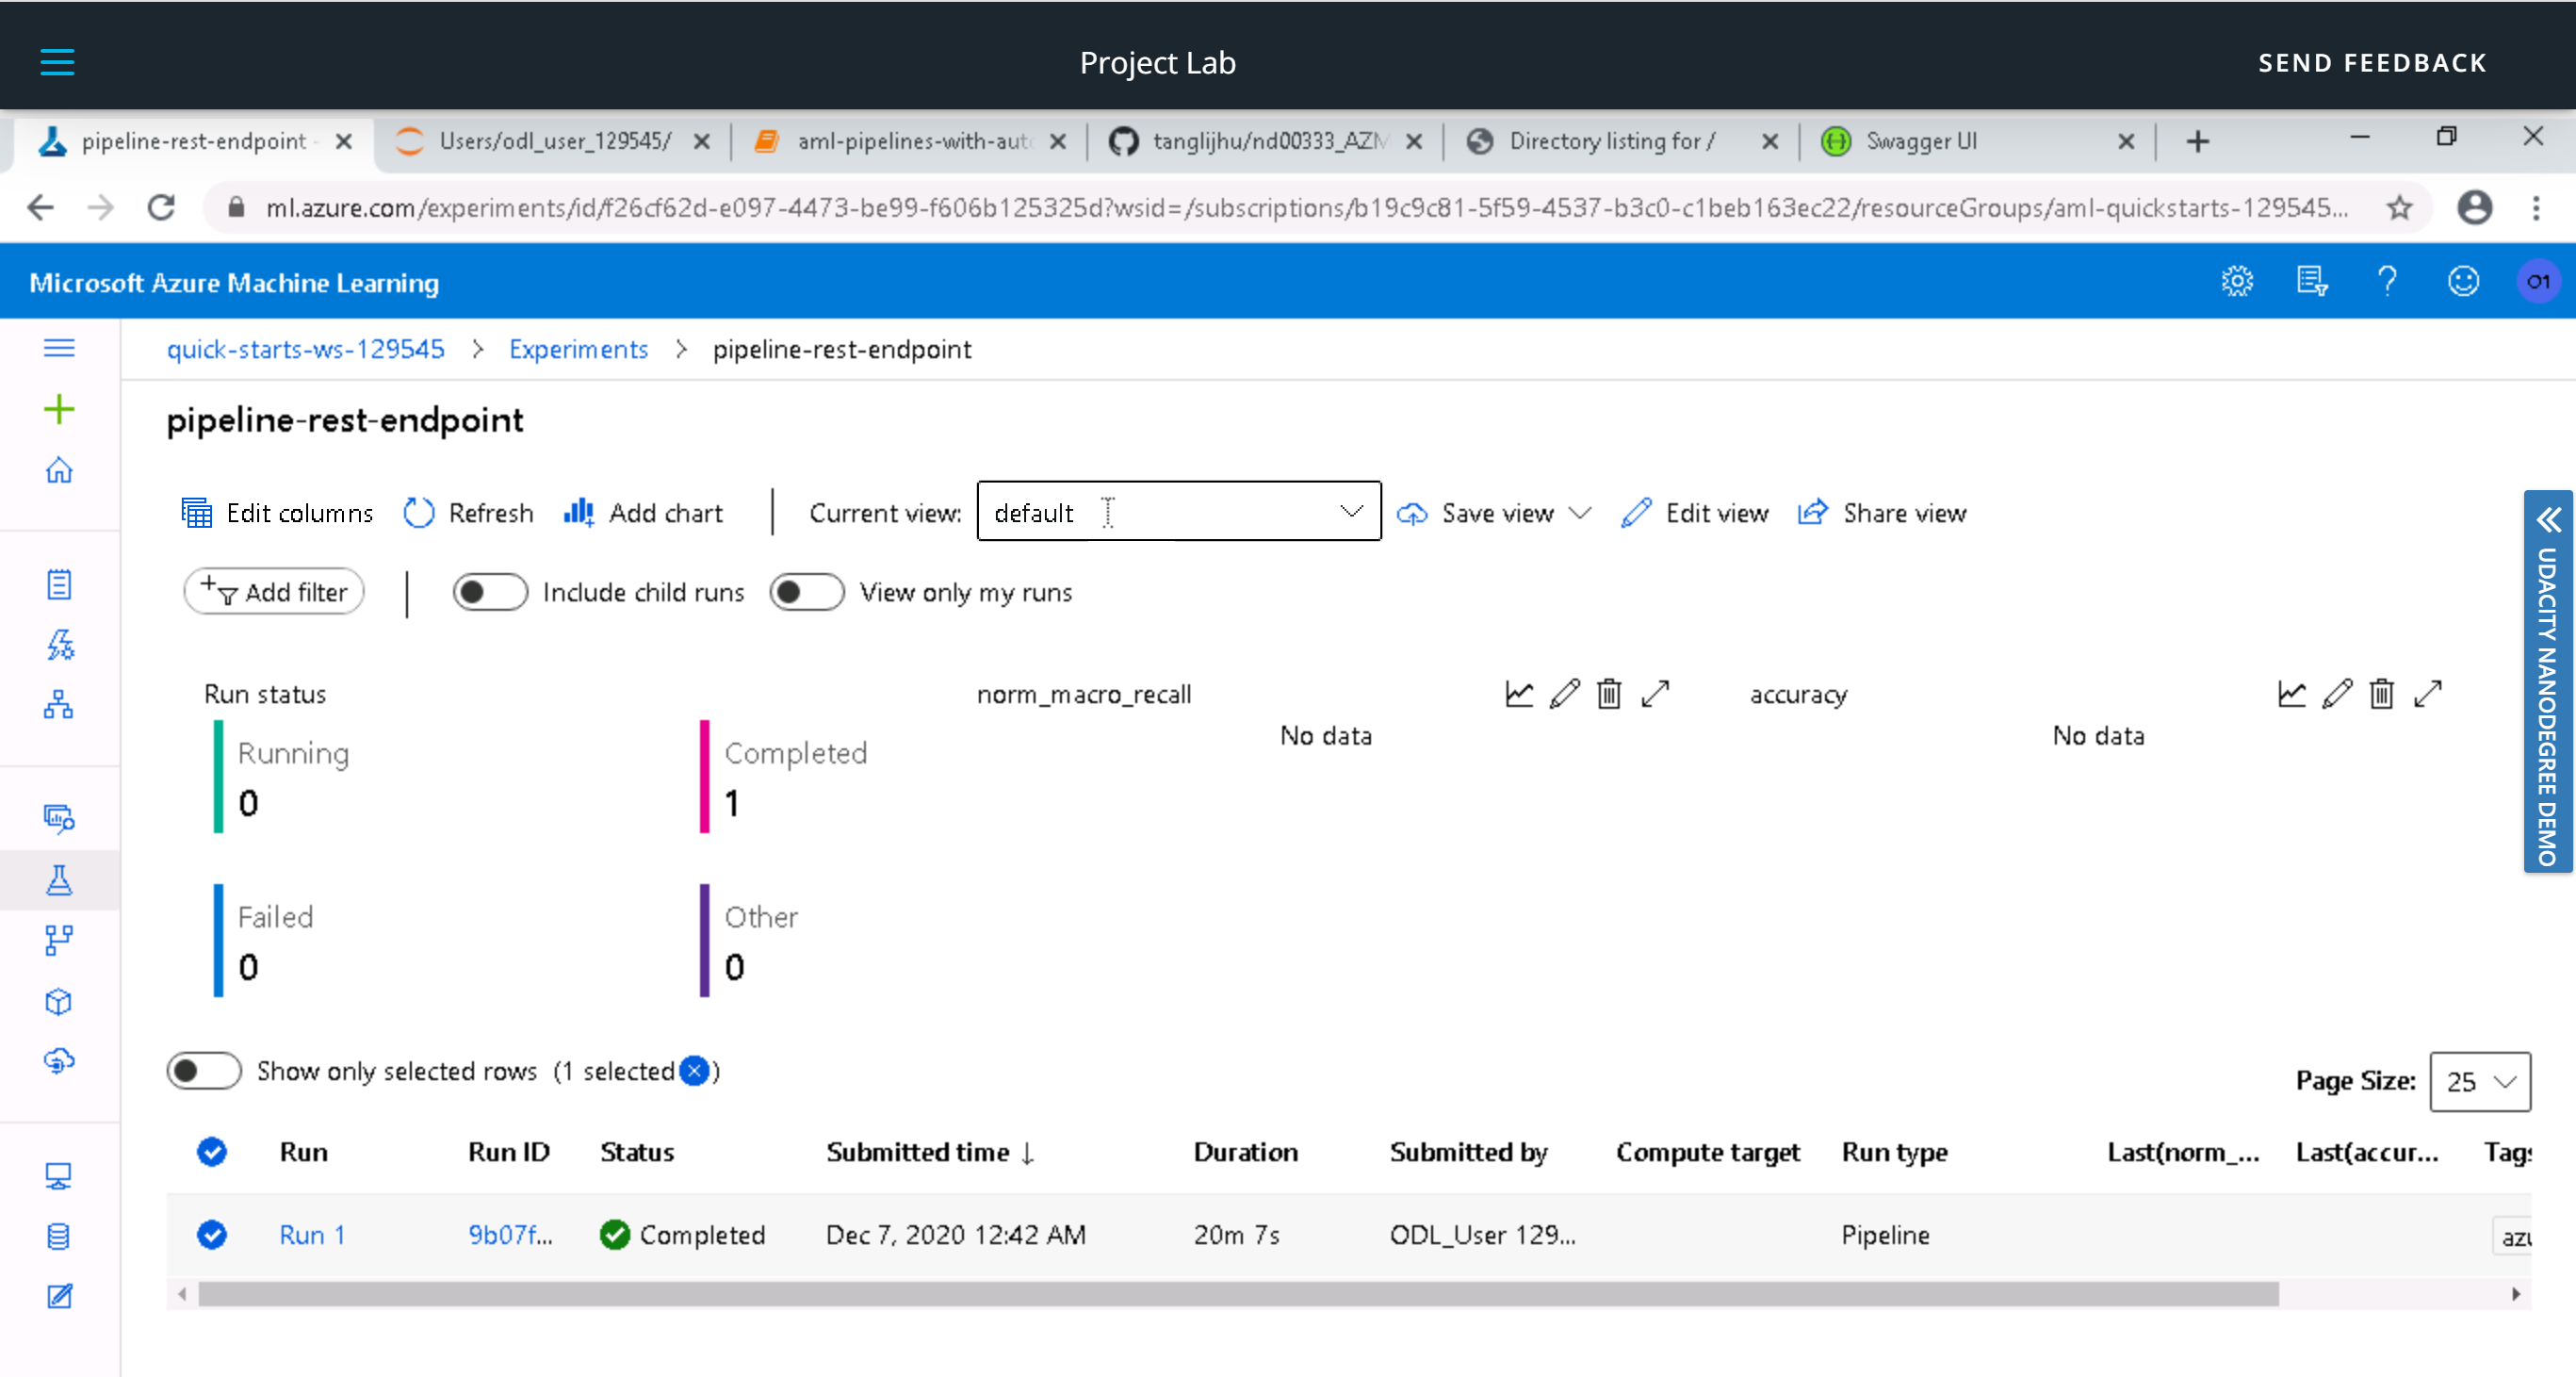 Project Lab
SEND FEEDBACK
pipeline-rest-endpoint -
Users/odl_user_129545/
aml-pipelines-with-auto
tanglijhu/nd00333_AZM
Directory listing for /
Swagger UI
ml.azure.com/experiments/id/f26cf62d-e097-4473-be99-f606b125325d?wsid=/subscriptions/b19c9c81-5f59-4537-b3c0-c1beb163ec22/resourceGroups/aml-quickstarts-129545...
Microsoft Azure Machine Learning
O1
quick-starts-ws-129545 > Experiments > pipeline-rest-endpoint
pipeline-rest-endpoint
Edit columns Refresh Add chart Current view: default Save view Edit view Share view
Add filter Include child runs View only my runs
UDACITY NANODEGREE DEMO
Run status
norm_macro_recall
accuracy
No data
No data
Running
0
Completed
1
Failed
0
Other
0
Show only selected rows (1 selected )
Page Size: 25
Run Run ID Status Submitted time ↓ Duration Submitted by Compute target Run type Last(norm_... Last(accur... Tags
Run 1 9b07f... Completed Dec 7, 2020 12:42 AM 20m 7s ODL_User 129... Pipeline azu